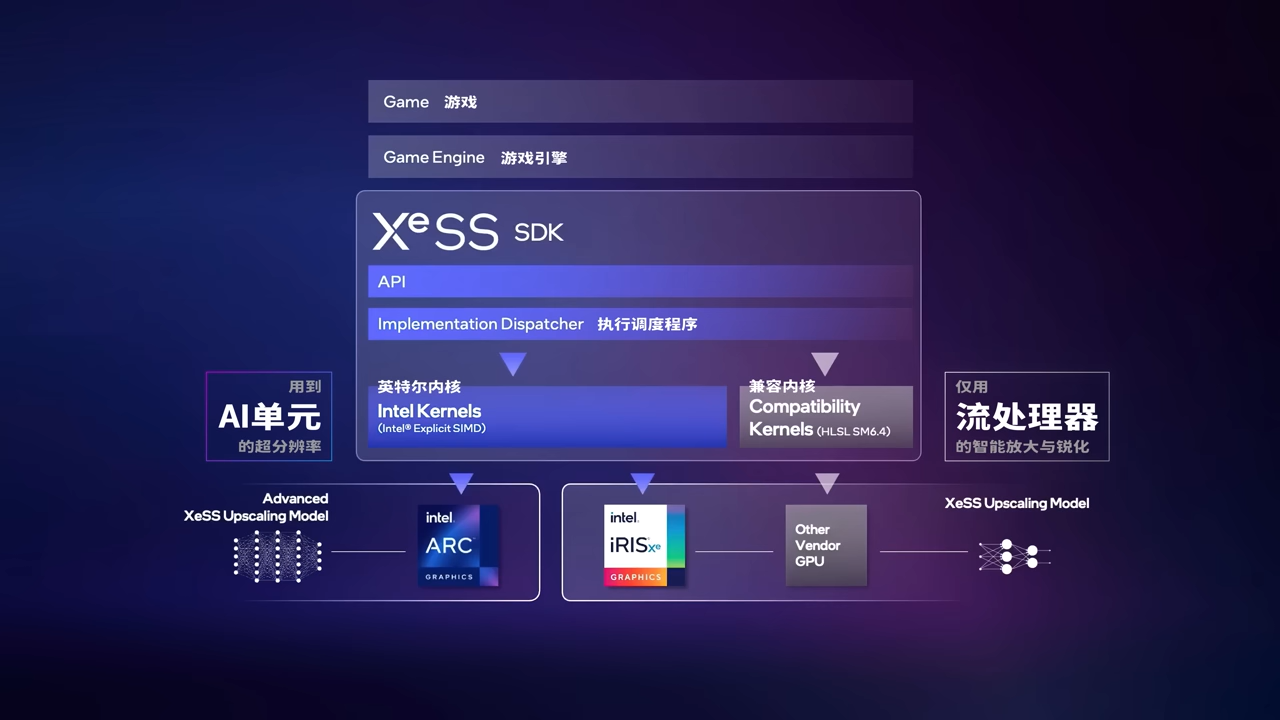 Game 游戏
Game Engine 游戏引擎
XeSS SDK
API
Implementation Dispatcher 执行调度程序
英特尔内核
Intel Kernels
(Intel® Explicit SIMD)
兼容内核
Compatibility
Kernels (HLSL SM6.4)
用到
AI单元
的超分辨率
仅用
流处理器
的智能放大与锐化
Advanced
XeSS Upscaling Model
intel.
ARC
GRAPHICS
intel.
iRISxe
GRAPHICS
Other
Vendor
GPU
XeSS Upscaling Model